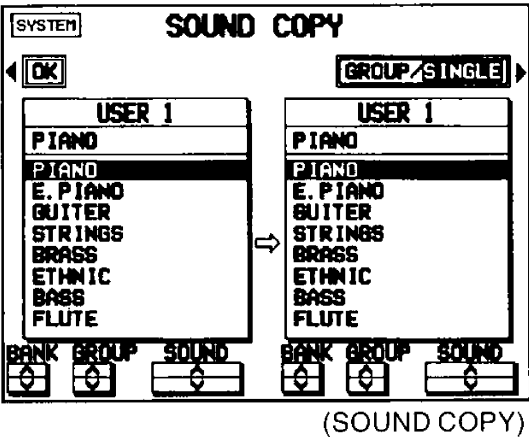 SYSTEM
SOUND COPY
OK
GROUP/SINGLE
USER 1
PIANO
PIANO
E.PIANO
GUITER
STRINGS
BRASS
ETHNIC
BASS
FLUTE
BANK GROUP SOUND
USER 1
PIANO
PIANO
E.PIANO
GUITER
STRINGS
BRASS
ETHNIC
BASS
FLUTE
BANK GROUP SOUND
(SOUND COPY)